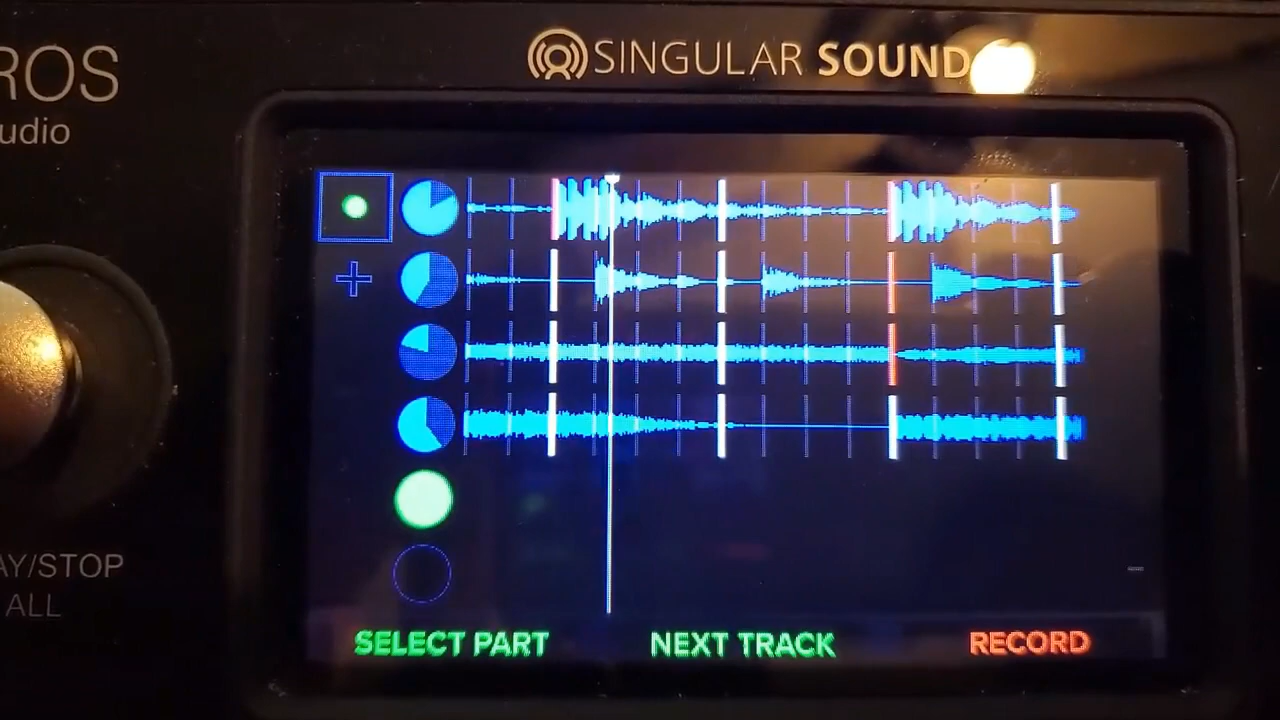 ROS
udio
SINGULAR SOUND
AY/STOP
ALL
SELECT PART
NEXT TRACK
RECORD